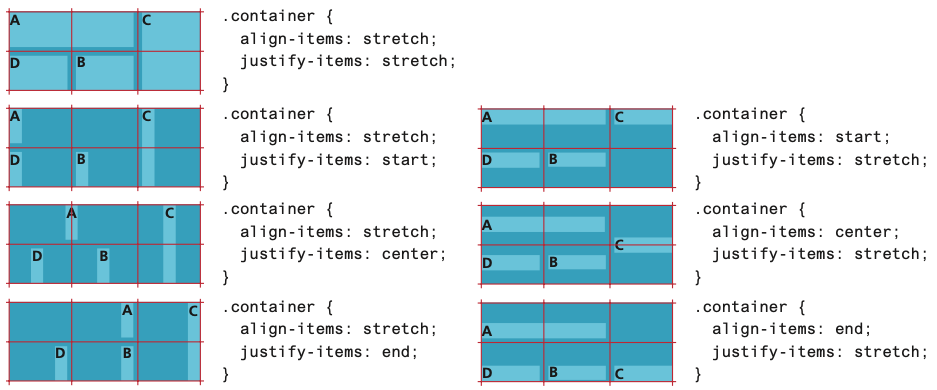 A
C
D
B
.container {
align-items: stretch;
justify-items: stretch;
}
A
C
D
B
.container {
align-items: stretch;
justify-items: start;
}
A
C
D
B
.container {
align-items: start;
justify-items: stretch;
}
A
C
D
B
.container {
align-items: stretch;
justify-items: center;
}
A
C
D
B
.container {
align-items: center;
justify-items: stretch;
}
A
C
D
B
.container {
align-items: stretch;
justify-items: end;
}
A
D
B
C
.container {
align-items: end;
justify-items: stretch;
}